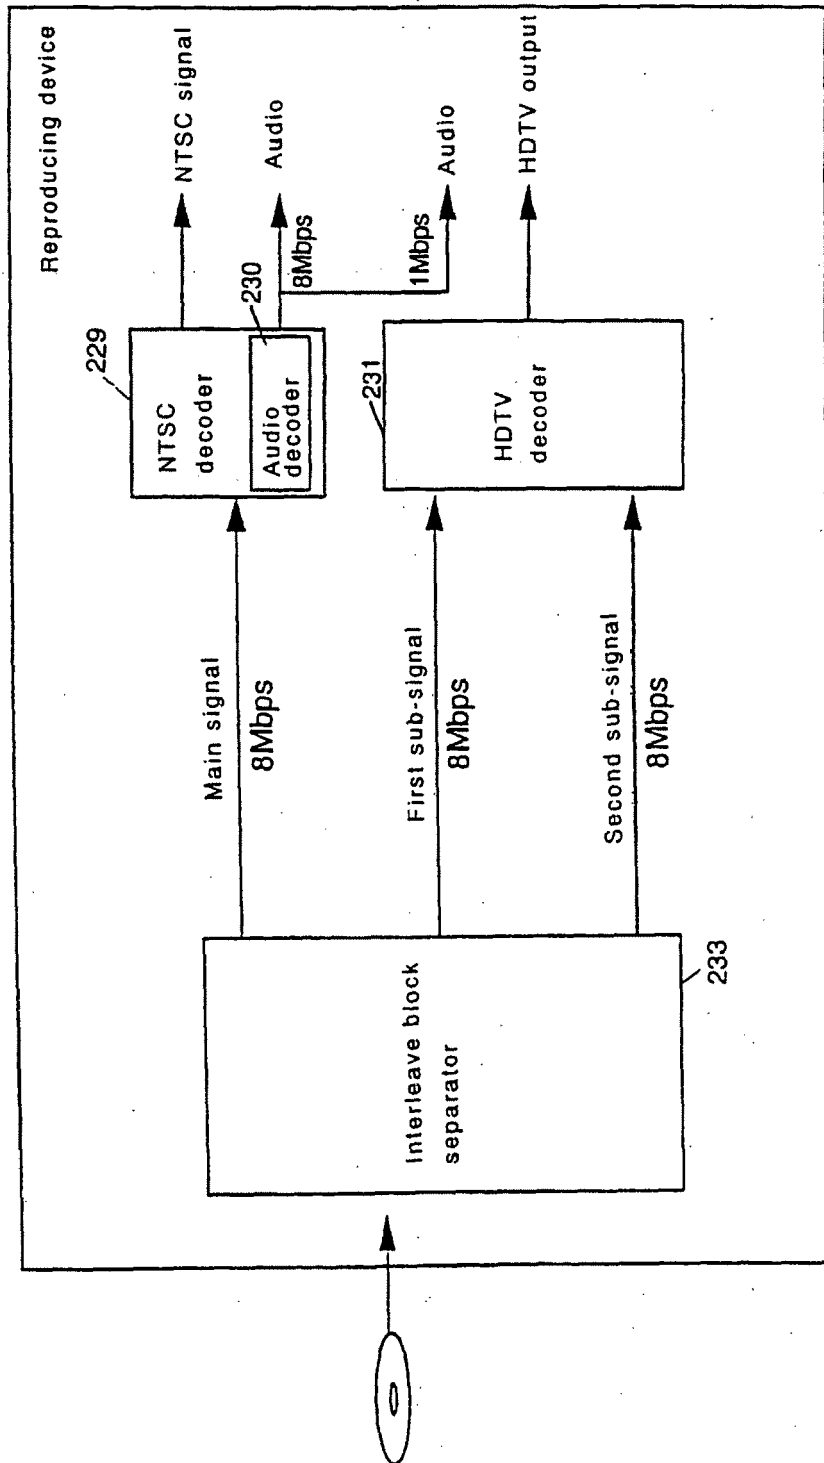 Reproducing device
229
NTSC
decoder
230
Audio
decoder
NTSC signal
8Mbps
Audio
1Mbps
Audio
Main signal
8Mbps
First sub-signal
8Mbps
Second sub-signal
8Mbps
231
HDTV
decoder
HDTV output
Interleave block
separator
233